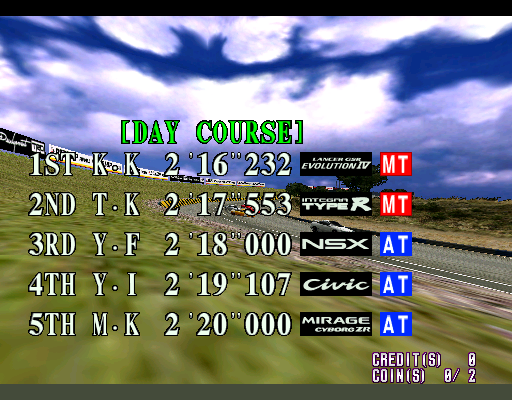 [DAY COURSE]
1ST K·K 2'16"232 LANCER GSR EVOLUTION IV MT
2ND T·K 2'17"553 INTEGRA TYPE R MT
3RD Y·F 2'18"000 NSX AT
4TH Y·I 2'19"107 Civic AT
5TH M·K 2'20"000 MIRAGE CYBORG ZR AT
CREDIT(S) 0
COIN(S) 0/ 2